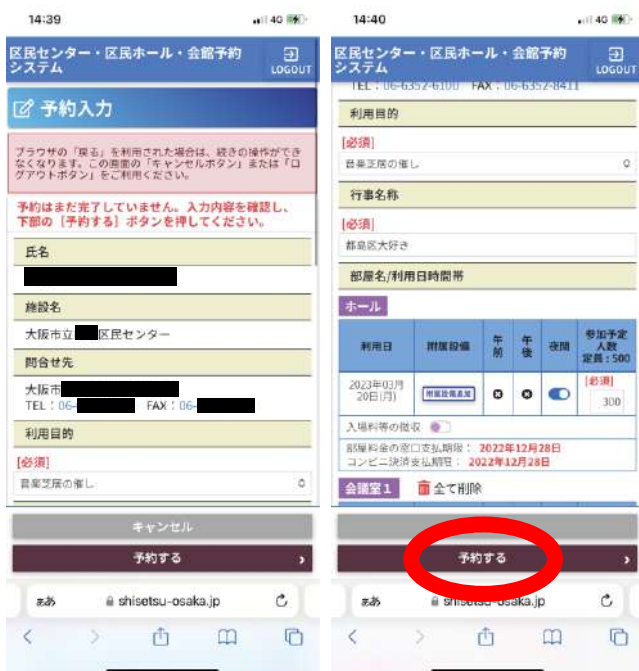 14:39
4G
区民センター・区民ホール・会館予約
システム
LOGOUT
予約入力
ブラウザの「戻る」を利用された場合は、続きの操作ができ
なくなります。この画面の「キャンセルボタン」または「ロ
グアウトボタン」をご利用ください。
予約はまだ完了していません。入力内容を確認し、
下部の［予約する］ボタンを押してください。
氏名
施設名
大阪市立 区民センター
問合せ先
大阪市
TEL：06- FAX：06-
利用目的
[必須]
音楽芝居の催し
キャンセル
予約する
ぁあ
shisetsu-osaka.jp
14:40
4G
区民センター・区民ホール・会館予約
システム
LOGOUT
TEL：06-6352-6100 FAX：06-6352-8411
利用目的
[必須]
音楽芝居の催し
行事名称
[必須]
都島区大好き
部屋名/利用日時間帯
ホール
利用日 附属設備 午前 午後 夜間 参加予定人数 定員：500
2023年03月
20日(月)
附属設備追加
[必須]
300
入場料等の徴収
部屋料金の窓口支払期限： 2022年12月28日
コンビニ決済支払期限： 2022年12月28日
会議室1 全て削除
予約する
ぁあ
shisetsu-osaka.jp